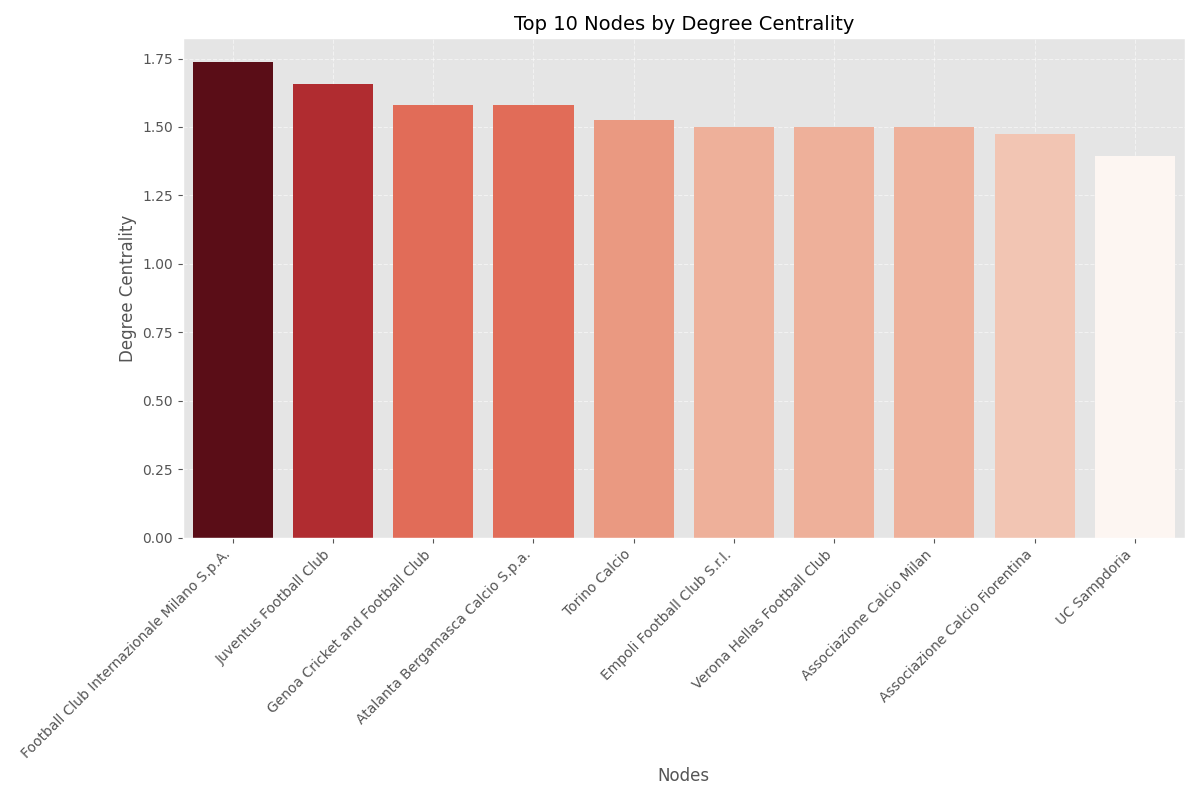 Top 10 Nodes by Degree Centrality
Degree Centrality
1.75
1.50
1.25
1.00
0.75
0.50
0.25
0.00
Football Club Internazionale Milano S.p.A.
Juventus Football Club
Genoa Cricket and Football Club
Atalanta Bergamasca Calcio S.p.a.
Torino Calcio
Empoli Football Club S.r.l.
Verona Hellas Football Club
Associazione Calcio Milan
Associazione Calcio Fiorentina
UC Sampdoria
Nodes